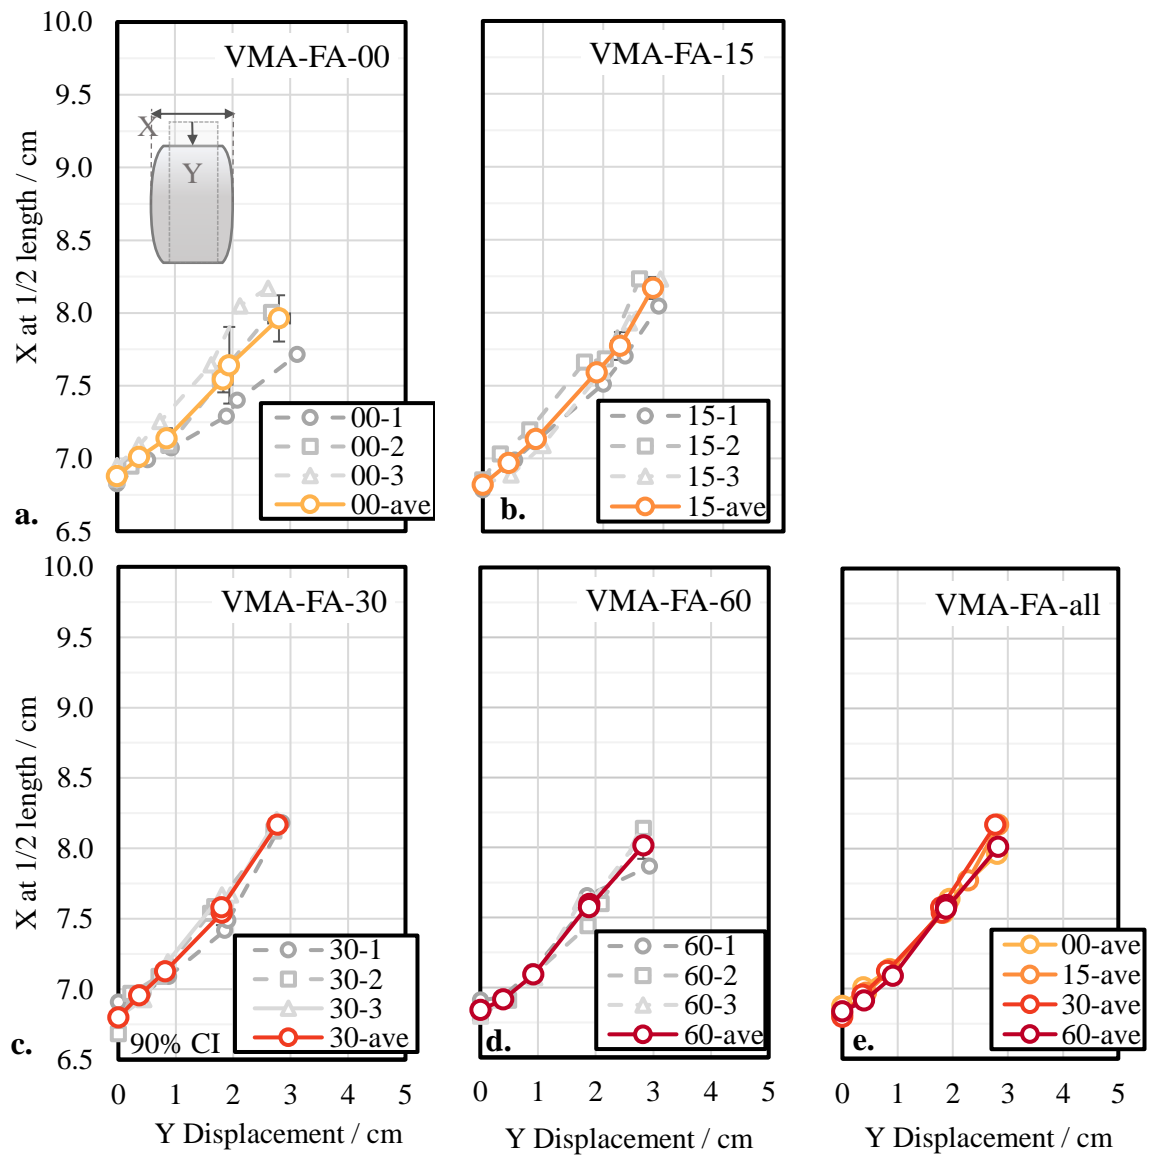 10.0
9.5
9.0
8.5
8.0
7.5
7.0
6.5
X at 1/2 length / cm
VMA-FA-00
X
Y
00-1
00-2
00-3
00-ave
a.
VMA-FA-15
15-1
15-2
15-3
15-ave
b.
10.0
9.5
9.0
8.5
8.0
7.5
7.0
6.5
X at 1/2 length / cm
VMA-FA-30
30-1
30-2
30-3
30-ave
c.
90% CI
0 1 2 3 4 5
Y Displacement / cm
VMA-FA-60
60-1
60-2
60-3
60-ave
d.
0 1 2 3 4 5
Y Displacement / cm
VMA-FA-all
00-ave
15-ave
30-ave
60-ave
e.
0 1 2 3 4 5
Y Displacement / cm